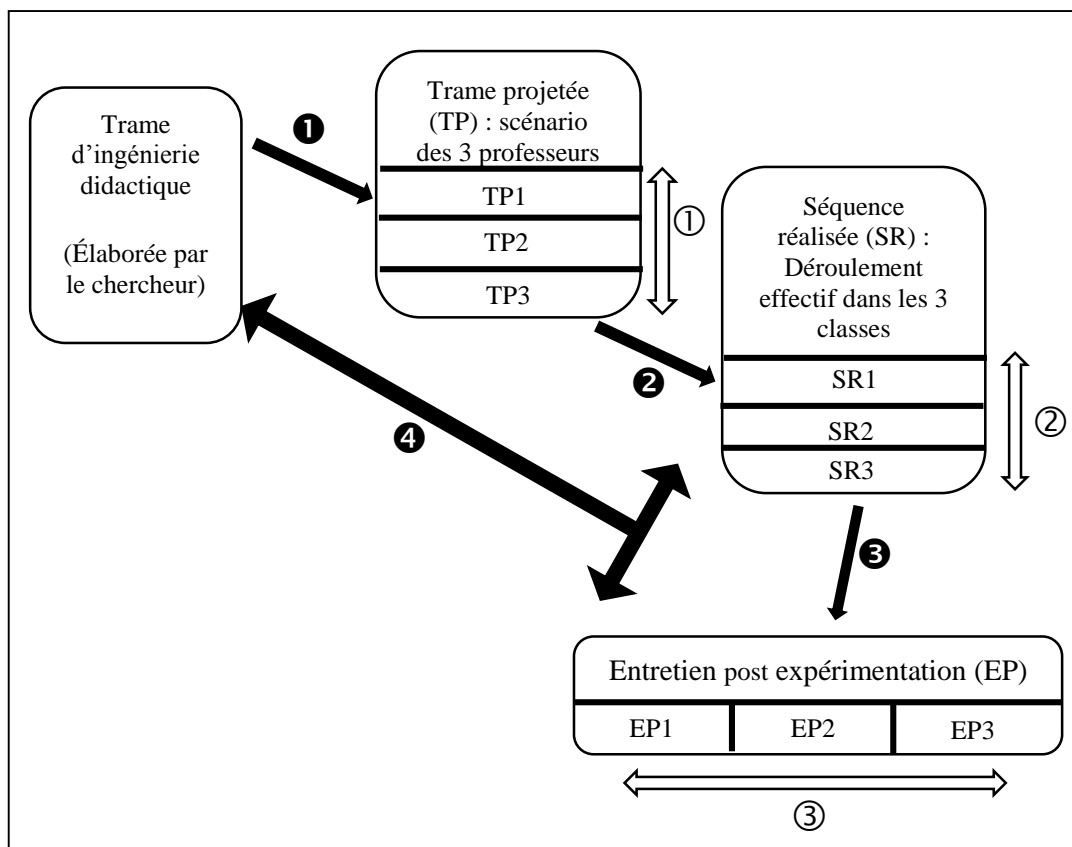 Trame
d'ingénierie
didactique
(Élaborée par
le chercheur)
❶
Trame projetée
(TP) : scénario
des 3 professeurs
TP1
TP2
TP3
①
❷
Séquence
réalisée (SR) :
Déroulement
effectif dans les 3
classes
SR1
SR2
SR3
②
❹
❸
Entretien post expérimentation (EP)
EP1 EP2 EP3
③